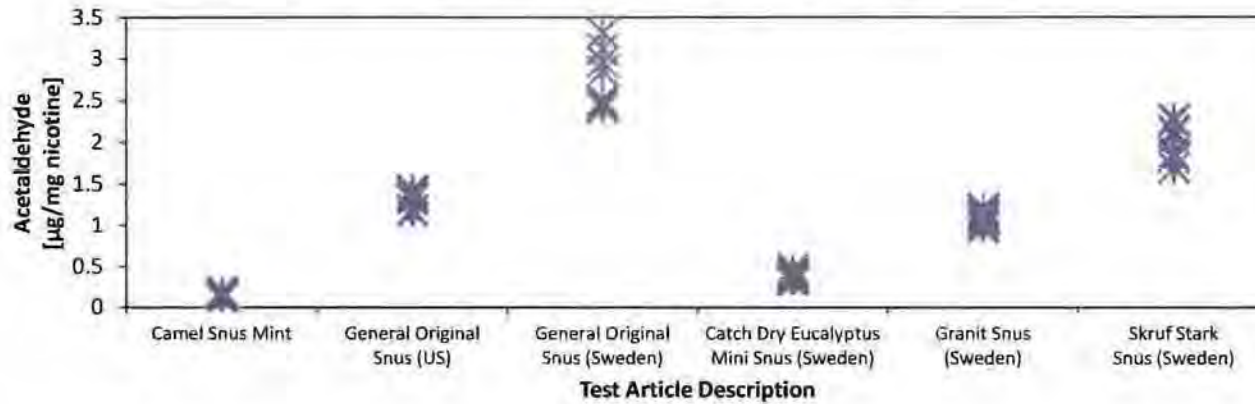 Acetaldehyde
[µg/mg nicotine]
3.5
3
2.5
2
1.5
1
0.5
0
Camel Snus Mint
General Original
Snus (US)
General Original
Snus (Sweden)
Catch Dry Eucalyptus
Mini Snus (Sweden)
Granit Snus
(Sweden)
Skruf Stark
Snus (Sweden)
Test Article Description